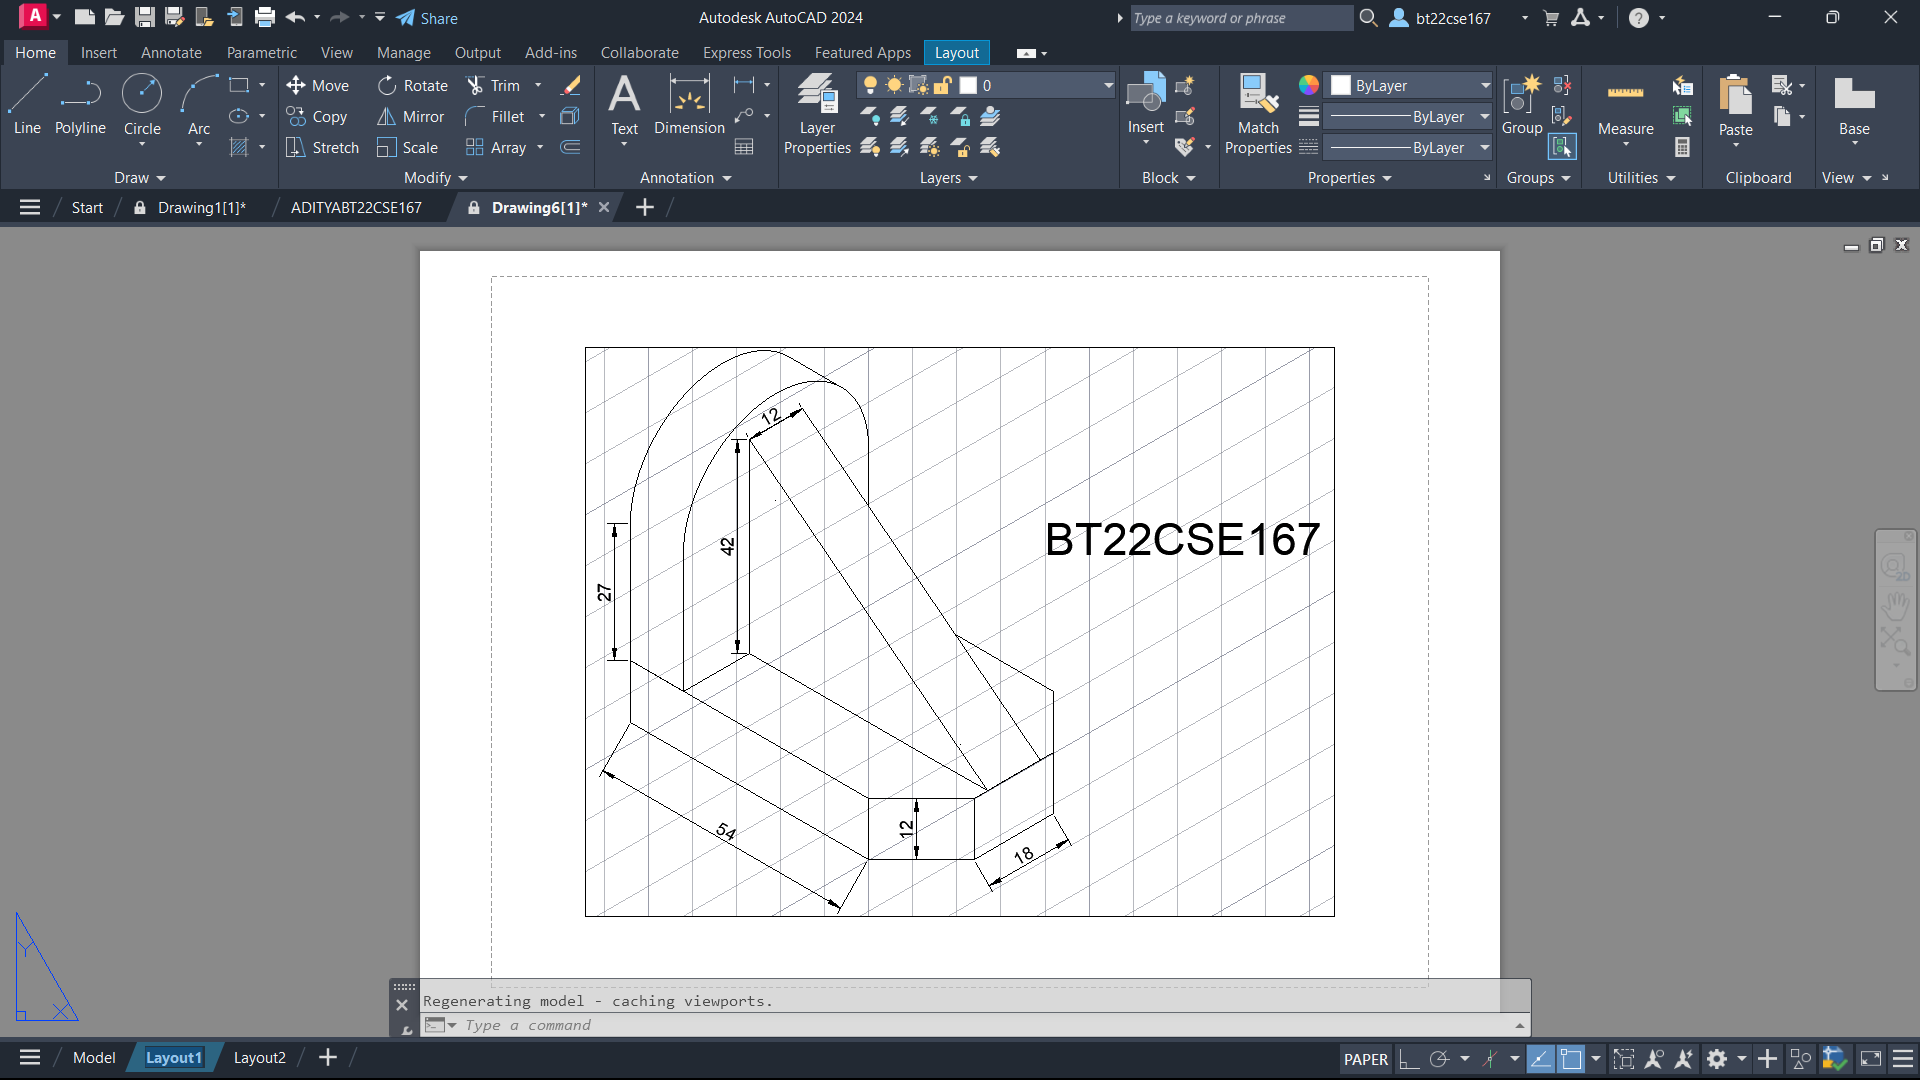 A Share Autodesk AutoCAD 2024 Type a keyword or phrase bt22cse167
Home Insert Annotate Parametric View Manage Output Add-ins Collaborate Express Tools Featured Apps Layout
Line Polyline Circle Arc
Move Rotate Trim
Copy Mirror Fillet
Stretch Scale Array
Text Dimension
Layer Properties
0
Insert
Match Properties
ByLayer
ByLayer
ByLayer
Group
Measure
Paste
Base
Draw Modify Annotation Layers Block Properties Groups Utilities Clipboard View
Start Drawing1[1]* ADITYABT22CSE167 Drawing6[1]*
12
42
27
BT22CSE167
54
12
18
2D
Y
X
Regenerating model - caching viewports.
Type a command
Model Layout1 Layout2 PAPER